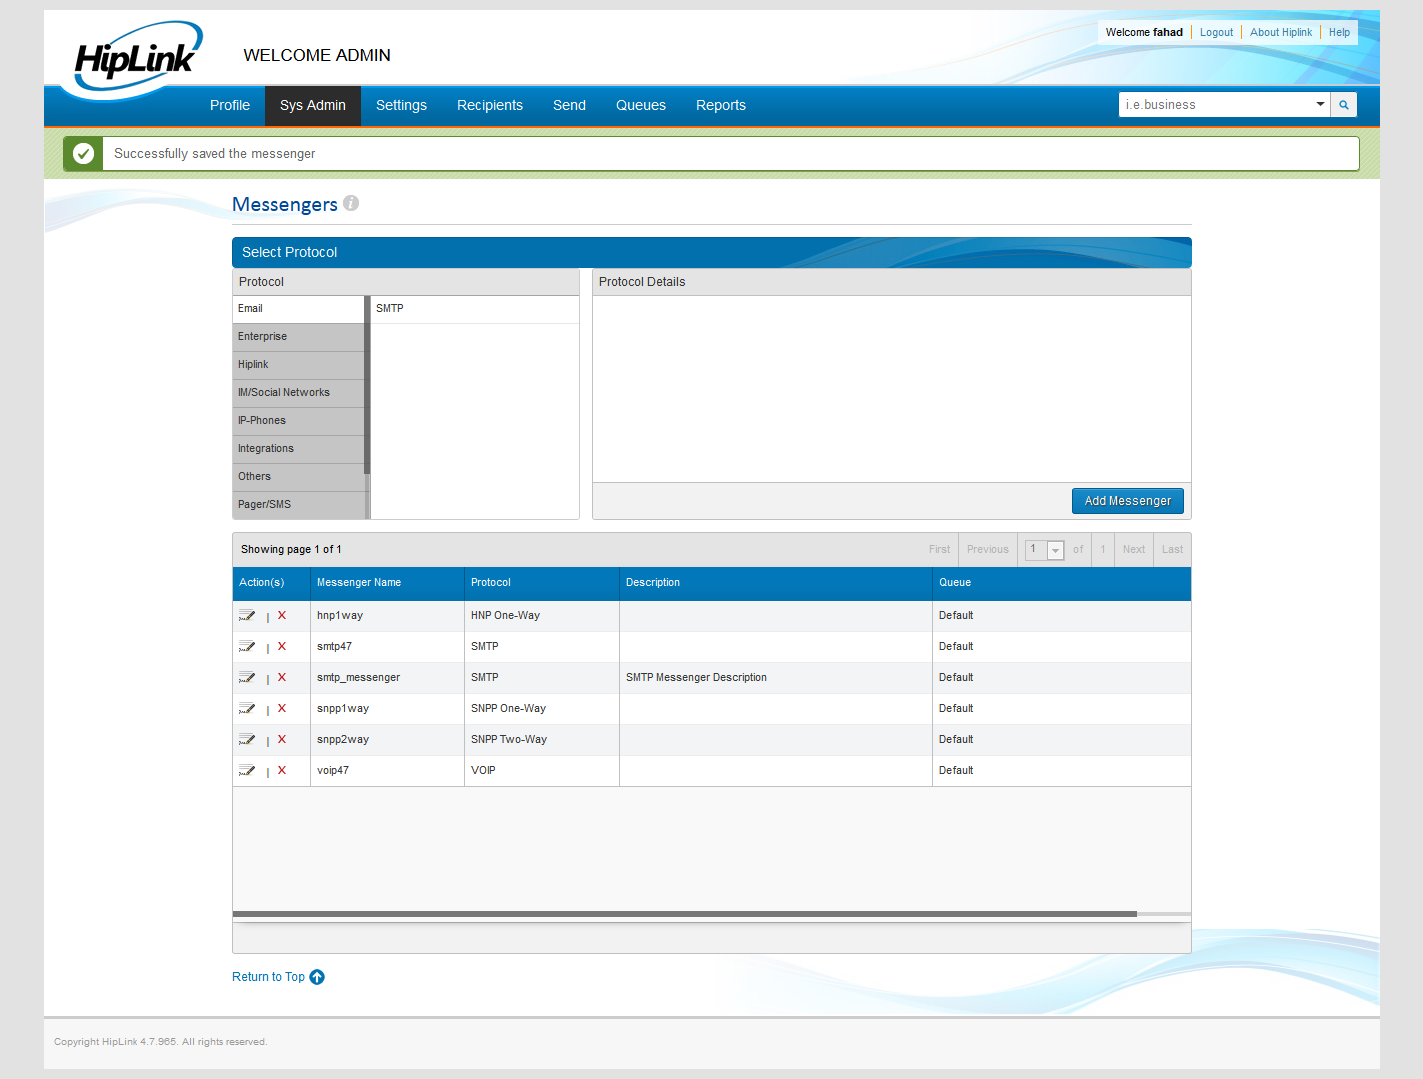 HipLink
WELCOME ADMIN
Welcome fahad | Logout | About Hiplink | Help
Profile Sys Admin Settings Recipients Send Queues Reports
i.e.business
Successfully saved the messenger
Messengers i
Select Protocol
Protocol
Email
Enterprise
Hiplink
IM/Social Networks
IP-Phones
Integrations
Others
Pager/SMS
SMTP
Protocol Details
Add Messenger
Showing page 1 of 1
First Previous 1 of 1 Next Last
Action(s) Messenger Name Protocol Description Queue
| X hnp1way HNP One-Way Default
| X smtp47 SMTP Default
| X smtp_messenger SMTP SMTP Messenger Description Default
| X snpp1way SNPP One-Way Default
| X snpp2way SNPP Two-Way Default
| X voip47 VOIP Default
Return to Top
Copyright HipLink 4.7.965. All rights reserved.